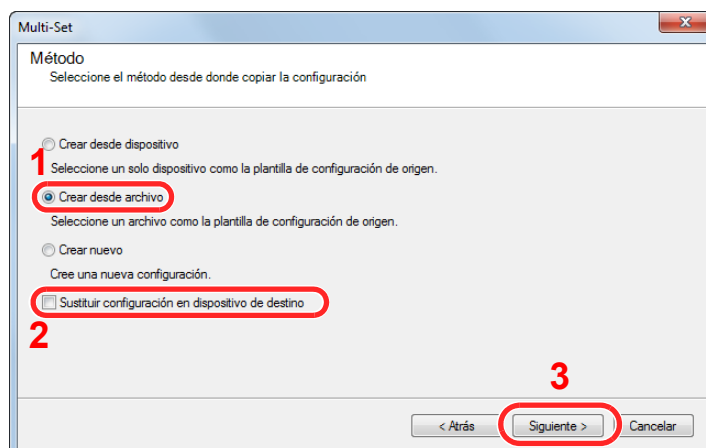 Multi-Set
Método
Seleccione el método desde donde copiar la configuración
Crear desde dispositivo
1
Seleccione un solo dispositivo como la plantilla de configuración de origen.
Crear desde archivo
Seleccione un archivo como la plantilla de configuración de origen.
Crear nuevo
Cree una nueva configuración.
Sustituir configuración en dispositivo de destino
2
3
< Atrás Siguiente > Cancelar